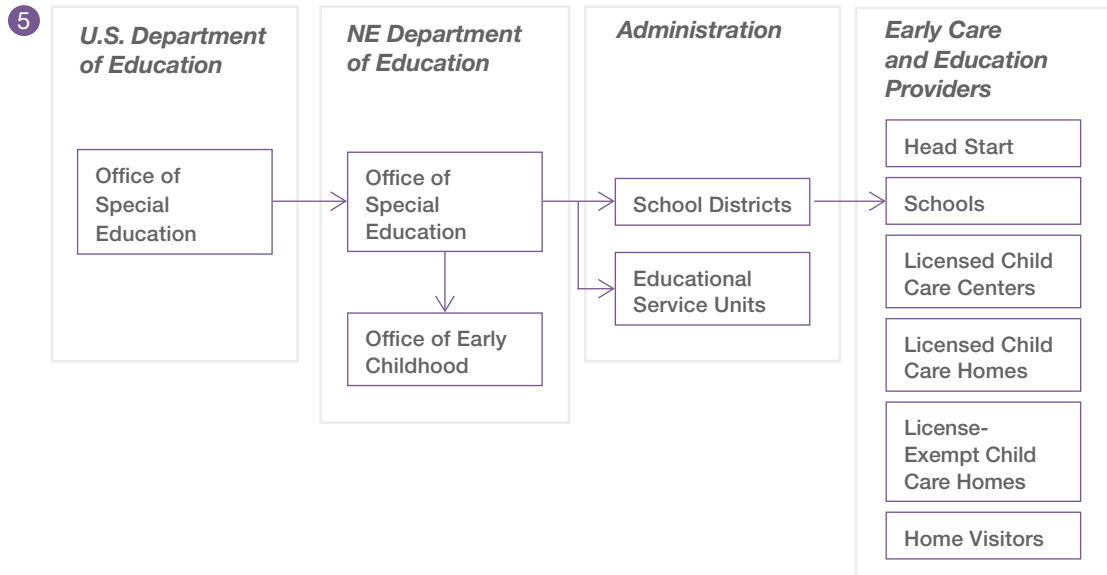 5
U.S. Department
of Education
Office of
Special
Education
NE Department
of Education
Office of
Special
Education
Office of Early
Childhood
Administration
School Districts
Educational
Service Units
Early Care
and Education
Providers
Head Start
Schools
Licensed Child
Care Centers
Licensed Child
Care Homes
License-
Exempt Child
Care Homes
Home Visitors